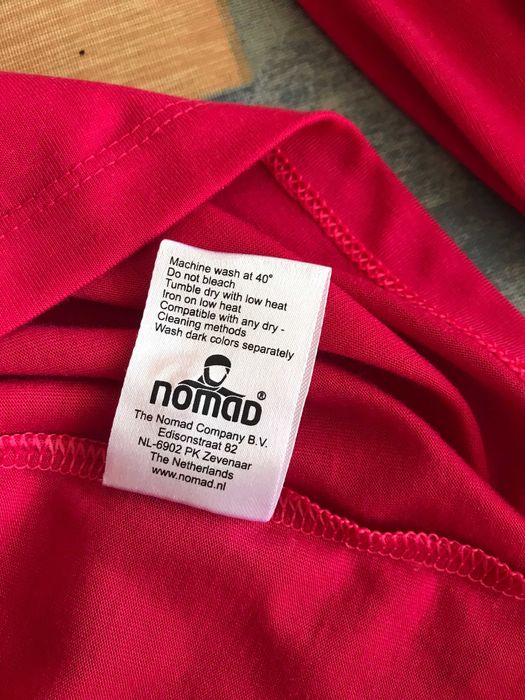 Machine wash at 40°
Do not bleach
Tumble dry with low heat
Iron on low heat
Compatible with any dry -
Cleaning methods
Wash dark colors separately
nomad®
The Nomad Company B.V.
Edisonstraat 82
NL-6902 PK Zevenaar
The Netherlands
www.nomad.nl